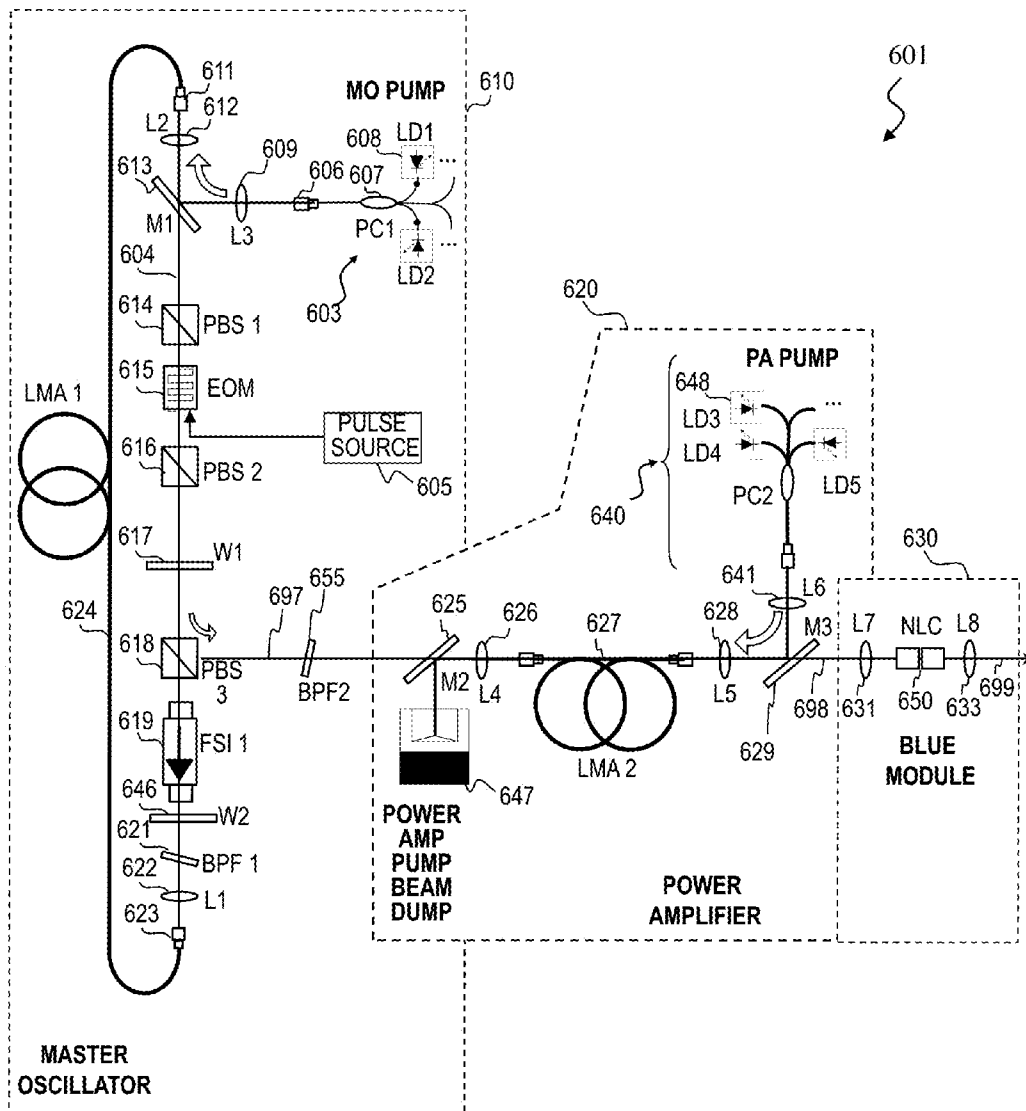 611
612
L2
613
M1
604
614
PBS 1
615
EOM
616
PBS 2
617
W1
618
PBS
3
619
FSI 1
646
W2
621
BPF 1
622
L1
623
624
LMA 1
MASTER
OSCILLATOR
MO PUMP
610
608
LD1
...
609
606
607
L3
PC1
LD2
...
603
PULSE
SOURCE
605
601
620
PA PUMP
648
LD3
...
LD4
LD5
PC2
640
641
L6
630
697
655
BPF2
625
M2
626
L4
627
LMA 2
628
L5
M3
629
698
647
POWER
AMP
PUMP
BEAM
DUMP
POWER
AMPLIFIER
L7
NLC
L8
631
650
633
699
BLUE
MODULE